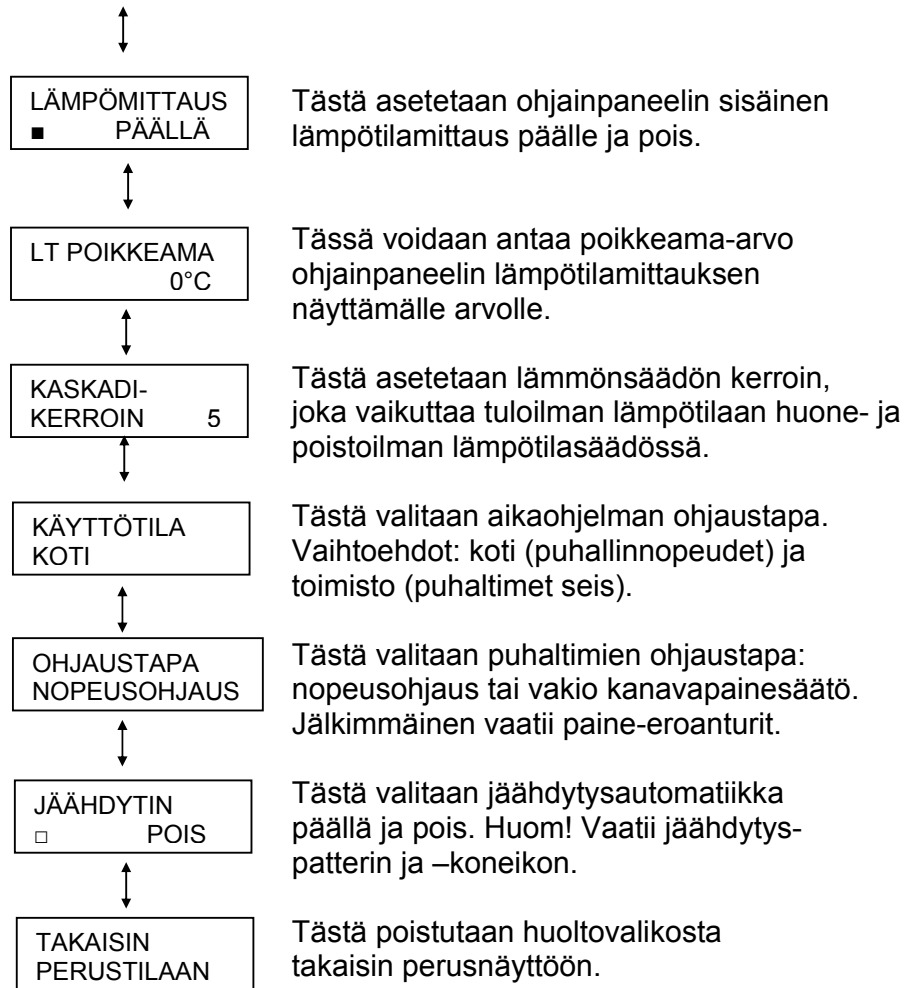 LÄMPÖMITTAUS
■ PÄÄLLÄ
Tästä asetetaan ohjainpaneelin sisäinen
lämpötilamittaus päälle ja pois.
LT POIKKEAMA
0°C
Tässä voidaan antaa poikkeama-arvo
ohjainpaneelin lämpötilamittauksen
näyttämälle arvolle.
KASKADI-
KERROIN 5
Tästä asetetaan lämmönsäädön kerroin,
joka vaikuttaa tuloilman lämpötilaan huone- ja
poistoilman lämpötilasäädössä.
KÄYTTÖTILA
KOTI
Tästä valitaan aikaohjelman ohjaustapa.
Vaihtoehdot: koti (puhallinnopeudet) ja
toimisto (puhaltimet seis).
OHJAUSTAPA
NOPEUSOHJAUS
Tästä valitaan puhaltimien ohjaustapa:
nopeusohjaus tai vakio kanavapainesäätö.
Jälkimmäinen vaatii paine-eroanturit.
JÄÄHDYTIN
□ POIS
Tästä valitaan jäähdytysautomatiikka
päällä ja pois. Huom! Vaatii jäähdytys-
patterin ja –koneikon.
TAKAISIN
PERUSTILAAN
Tästä poistutaan huoltovalikosta
takaisin perusnäyttöön.